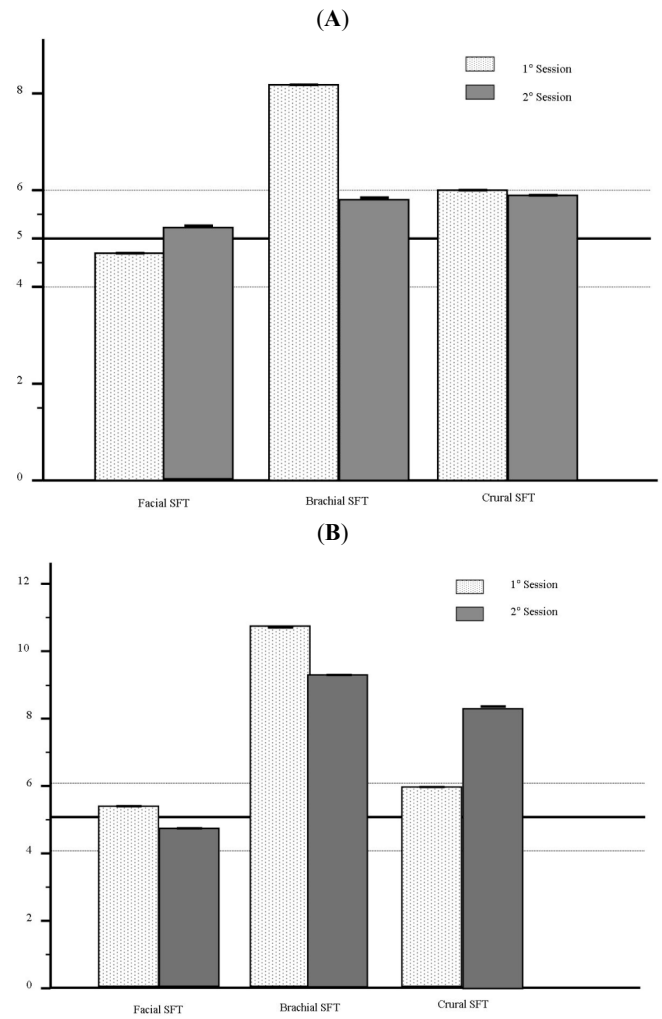 (A)
8
6
5
4
2
0
1° Session
2° Session
Facial SFT
Brachial SFT
Crural SFT
(B)
12
10
8
6
4
2
0
1° Session
2° Session
Facial SFT
Brachial SFT
Crural SFT